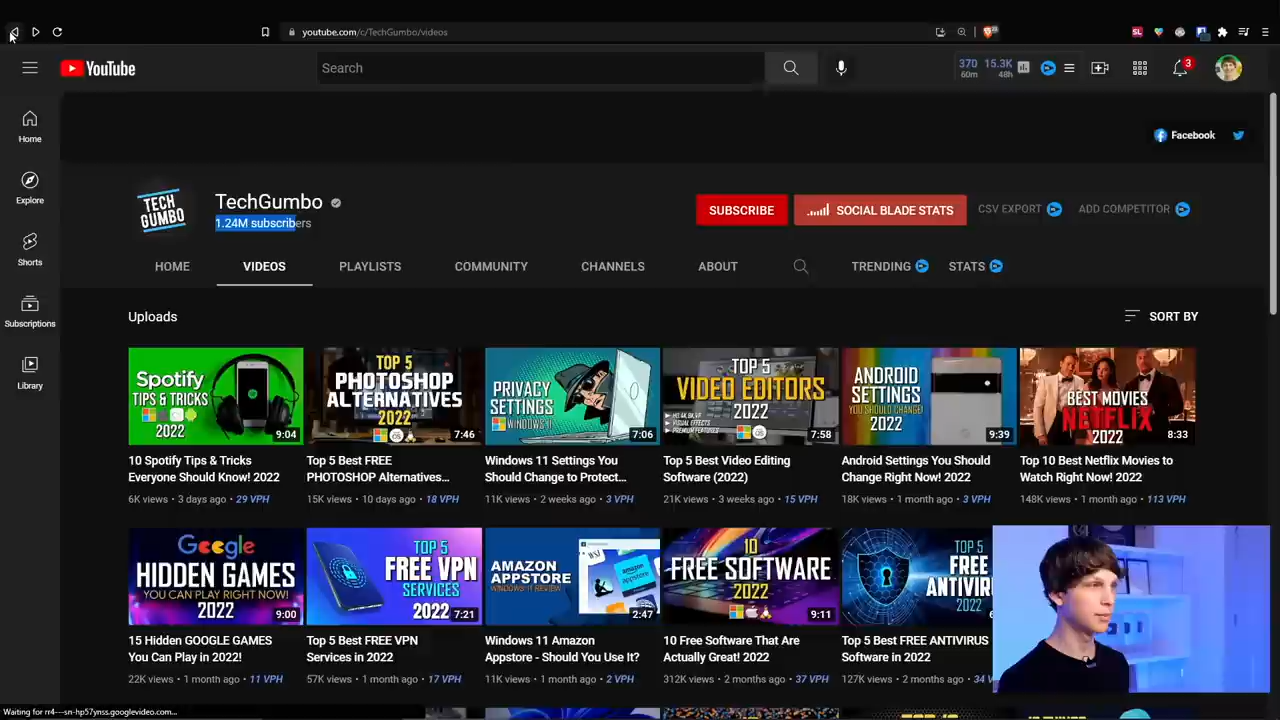 youtube.com/c/TechGumbo/videos
YouTube
Search
370 15.3K
60m 48h
3
Home
Explore
Shorts
Subscriptions
Library
Facebook
TECH
GUMBO
TechGumbo
1.24M subscribers
SUBSCRIBE
SOCIAL BLADE STATS
CSV EXPORT
ADD COMPETITOR
HOME
VIDEOS
PLAYLISTS
COMMUNITY
CHANNELS
ABOUT
TRENDING
STATS
Uploads
SORT BY
Spotify
TIPS & TRICKS
2022
9:04
TOP 5
PHOTOSHOP
ALTERNATIVES
2022
7:46
PRIVACY
SETTINGS
WINDOWS 11
7:06
TOP 5
VIDEO EDITORS
2022
7:58
ANDROID
SETTINGS
YOU SHOULD CHANGE!
9:39
BEST MOVIES
NETFLIX
2022
8:33
10 Spotify Tips & Tricks
Everyone Should Know! 2022
6K views • 3 days ago • 29 VPH
Top 5 Best FREE
PHOTOSHOP Alternatives...
15K views • 10 days ago • 18 VPH
Windows 11 Settings You
Should Change to Protect...
11K views • 2 weeks ago • 3 VPH
Top 5 Best Video Editing
Software (2022)
21K views • 3 weeks ago • 15 VPH
Android Settings You Should
Change Right Now! 2022
18K views • 1 month ago • 3 VPH
Top 10 Best Netflix Movies to
Watch Right Now! 2022
148K views • 1 month ago • 113 VPH
Google
HIDDEN GAMES
YOU CAN PLAY RIGHT NOW!
2022
9:00
TOP 5
FREE VPN
SERVICES
2022
7:21
AMAZON
APPSTORE
WINDOWS 11 REVIEW
amazon
appstore
2:47
10
FREE SOFTWARE
2022
9:11
TOP 5
FREE
ANTIVIR
2022
15 Hidden GOOGLE GAMES
You Can Play in 2022!
22K views • 1 month ago • 11 VPH
Top 5 Best FREE VPN
Services in 2022
57K views • 1 month ago • 17 VPH
Windows 11 Amazon
Appstore - Should You Use It?
11K views • 1 month ago • 2 VPH
10 Free Software That Are
Actually Great! 2022
312K views • 2 months ago • 37 VPH
Top 5 Best FREE ANTIVIRUS
Software in 2022
127K views • 2 months ago • 34 V
Waiting for rr4---sn-hp57ynss.googlevideo.com...